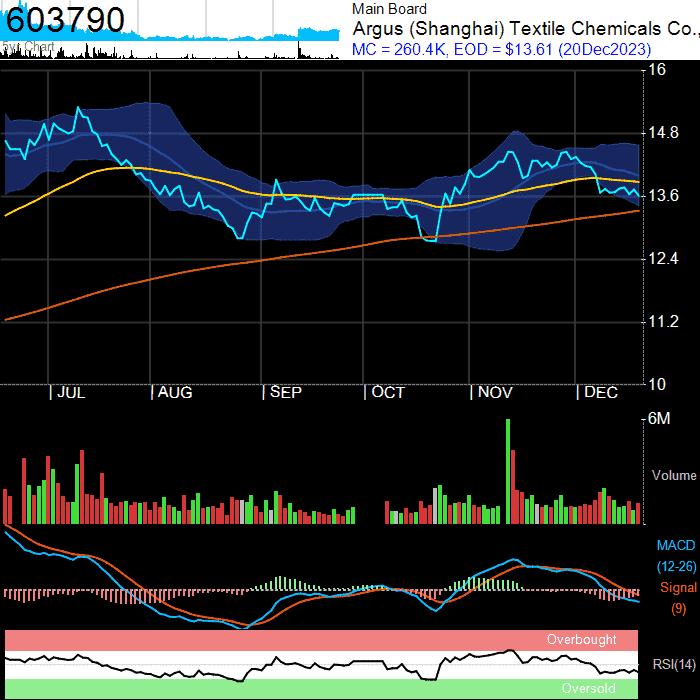 603790
Main Board
Argus (Shanghai) Textile Chemicals Co.,
MC = 260.4K, EOD = $13.61 (20Dec2023)
16
14.8
13.6
12.4
11.2
10
| JUL | AUG | SEP | OCT | NOV | DEC
6M
Volume
MACD
(12-26)
Signal
(9)
Overbought
RSI(14)
Oversold